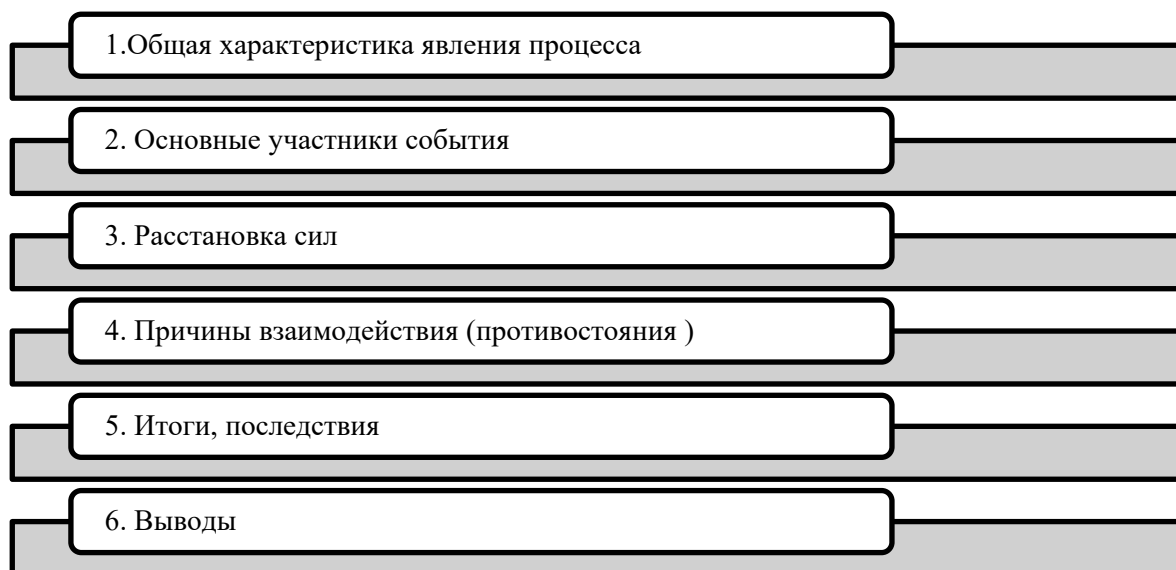 1.Общая характеристика явления процесса
2. Основные участники события
3. Расстановка сил
4. Причины взаимодействия (противостояния )
5. Итоги, последствия
6. Выводы